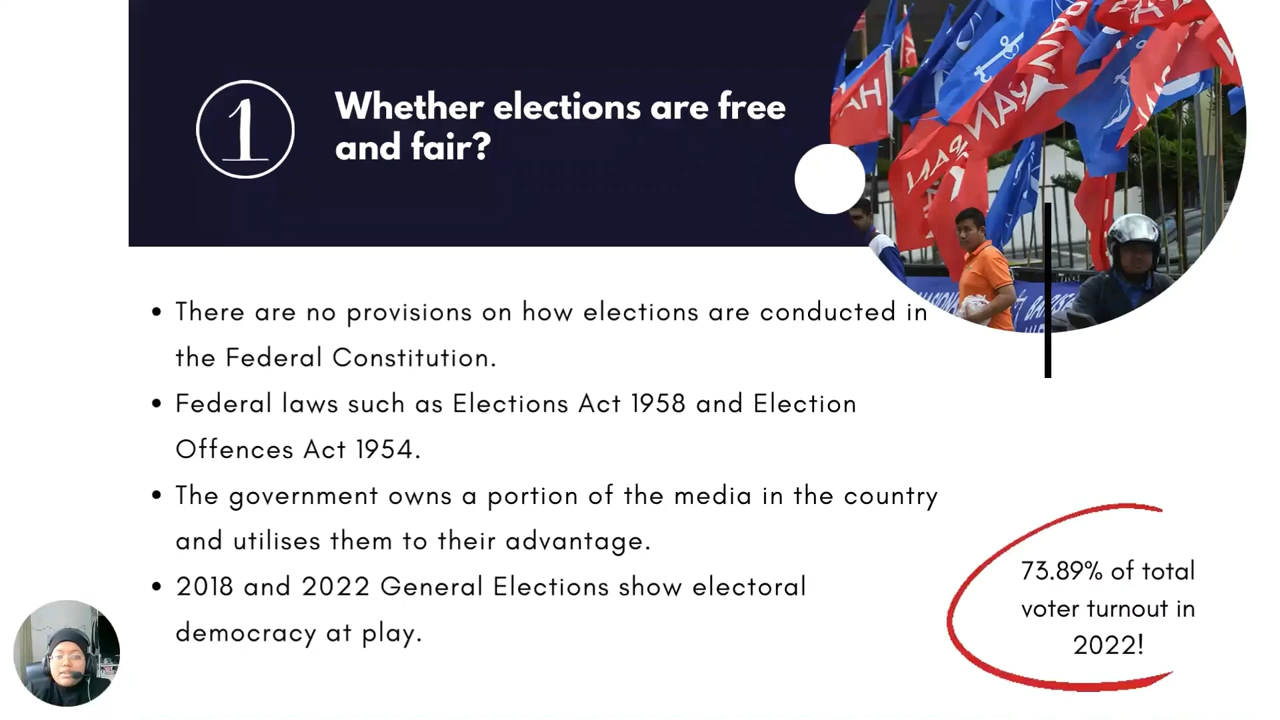 1
Whether elections are free
and fair?
• There are no provisions on how elections are conducted in
the Federal Constitution.
• Federal laws such as Elections Act 1958 and Election
Offences Act 1954.
• The government owns a portion of the media in the country
and utilises them to their advantage.
• 2018 and 2022 General Elections show electoral
democracy at play.
73.89% of total
voter turnout in
2022!